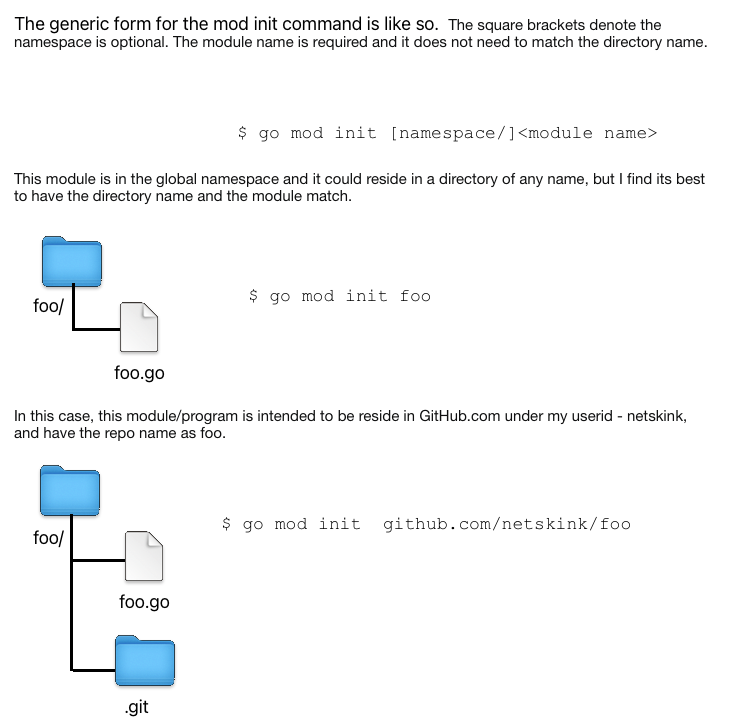 The generic form for the mod init command is like so. The square brackets denote the
namespace is optional. The module name is required and it does not need to match the directory name.
$ go mod init [namespace/]<module name>
This module is in the global namespace and it could reside in a directory of any name, but I find its best
to have the directory name and the module match.
foo/
$ go mod init foo
foo.go
In this case, this module/program is intended to be reside in GitHub.com under my userid - netskink,
and have the repo name as foo.
$ go mod init  github.com/netskink/foo
foo/
foo.go
.git